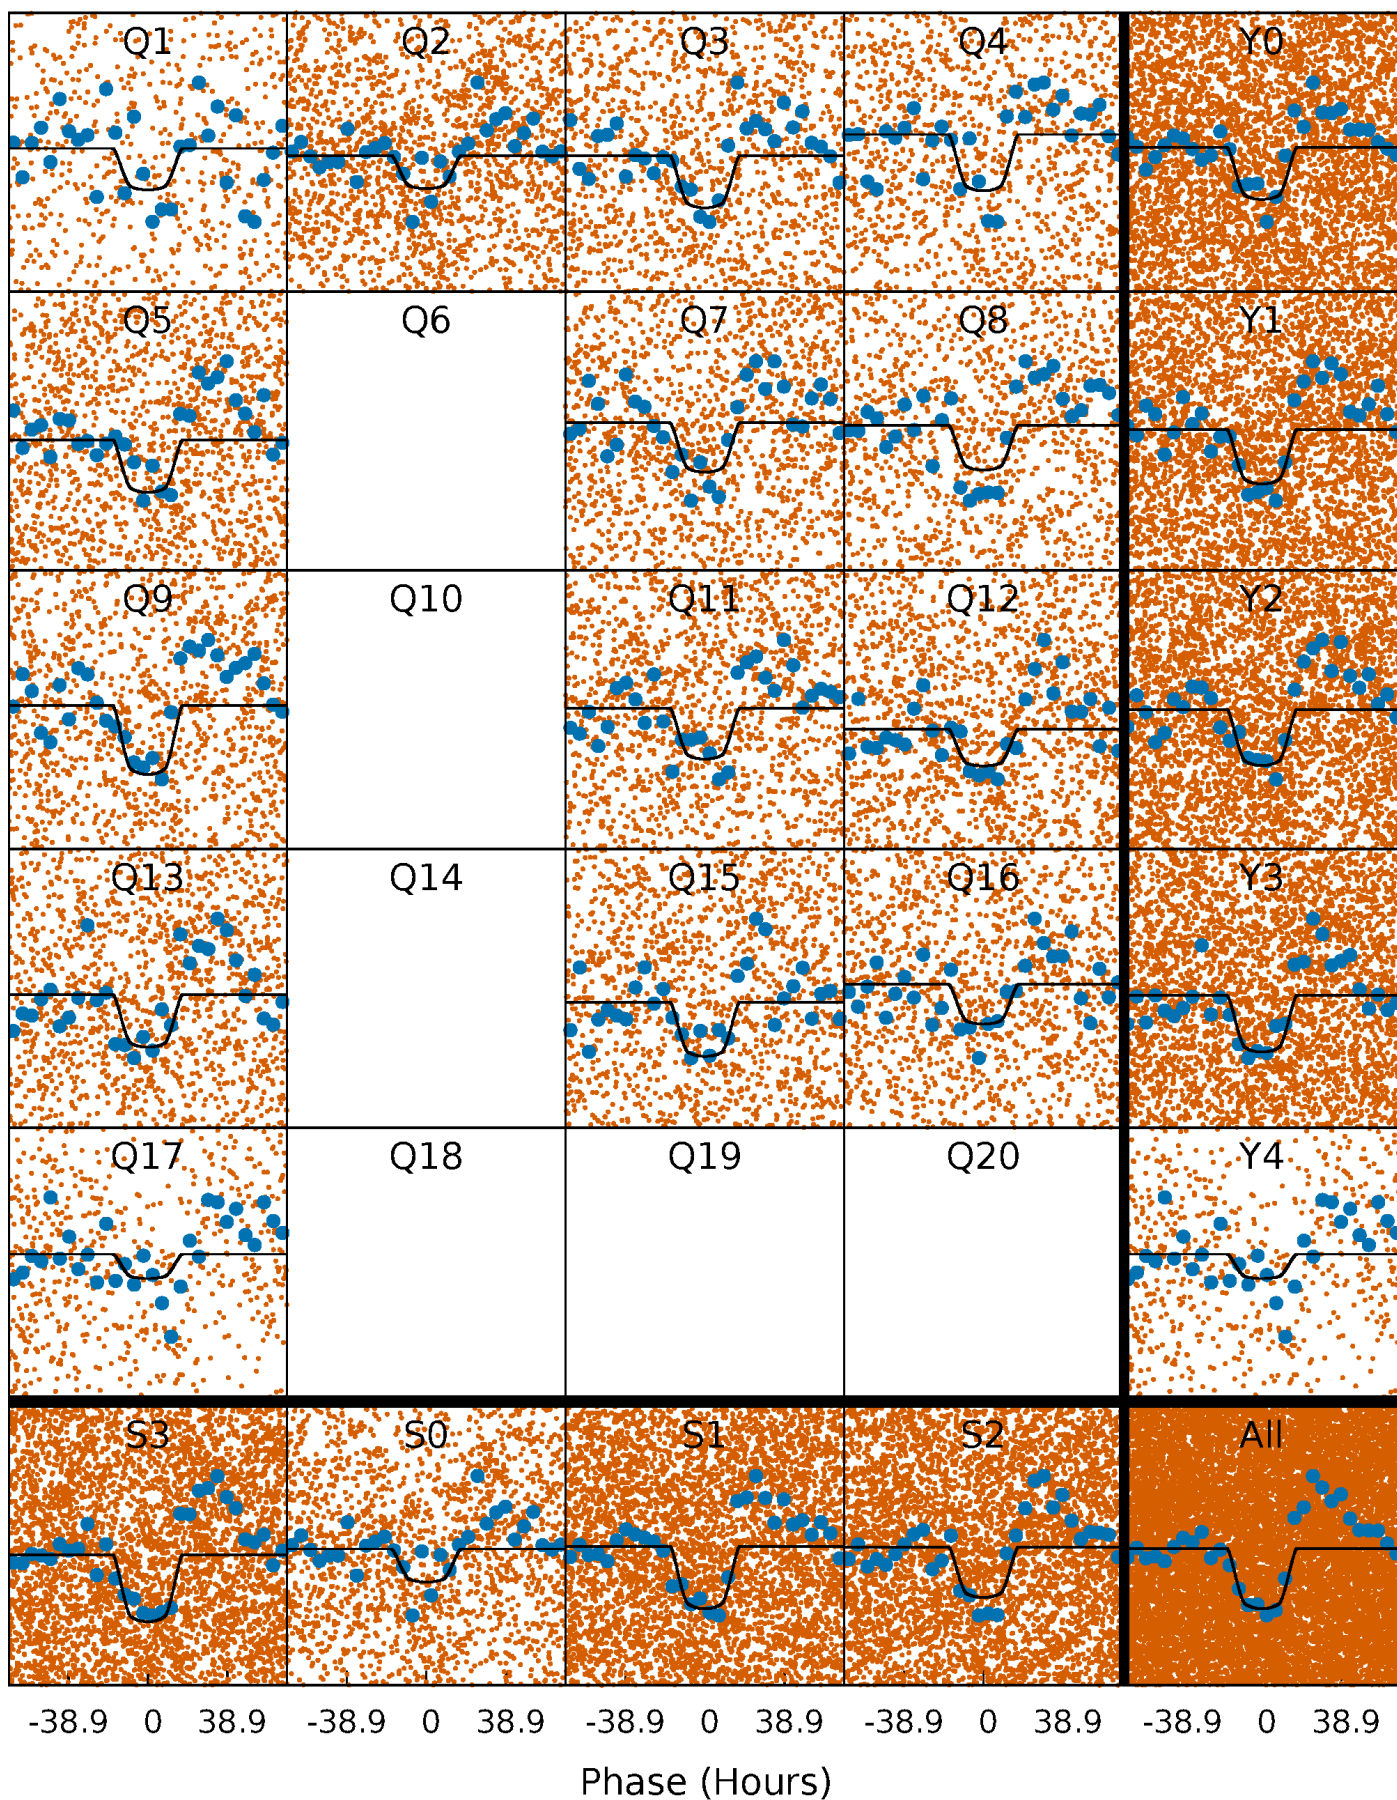 Q1 Q2 Q3 Q4 Y0
Q5 Q6 Q7 Q8 Y1
Q9 Q10 Q11 Q12 Y2
Q13 Q14 Q15 Q16 Y3
Q17 Q18 Q19 Q20 Y4
S3 S0 S1 S2 All
-38.9 0 38.9 -38.9 0 38.9 -38.9 0 38.9 -38.9 0 38.9 -38.9 0 38.9
Phase (Hours)